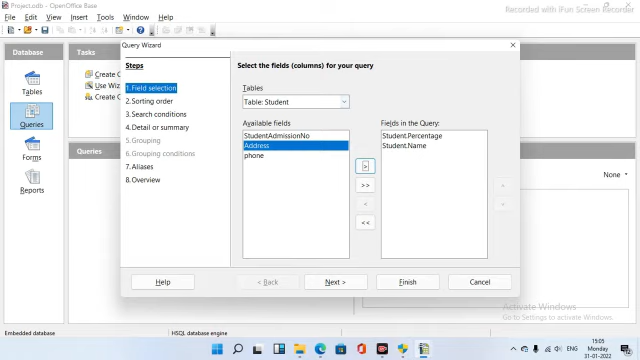 Project.odb - OpenOffice Base
Recorded with iFun Screen Recorder
File Edit View Insert Tools Window Help
Database
Tasks
Tables
Queries
Forms
Reports
Create
Use Wiz
Create
Queries
None
Query Wizard
Steps
1.Field selection
2.Sorting order
3.Search conditions
4.Detail or summary
5.Grouping
6.Grouping conditions
7.Aliases
8.Overview
Select the fields (columns) for your query
Tables
Table: Student
Available fields
StudentAdmissionNo
Address
phone
>
>>
<
<<
Fields in the Query:
Student.Percentage
Student.Name
Help
< Back
Next >
Finish
Cancel
Activate Windows
Go to Settings to activate Windows.
Embedded database
HSQL database engine
ENG
15:05
Monday
31-01-2022